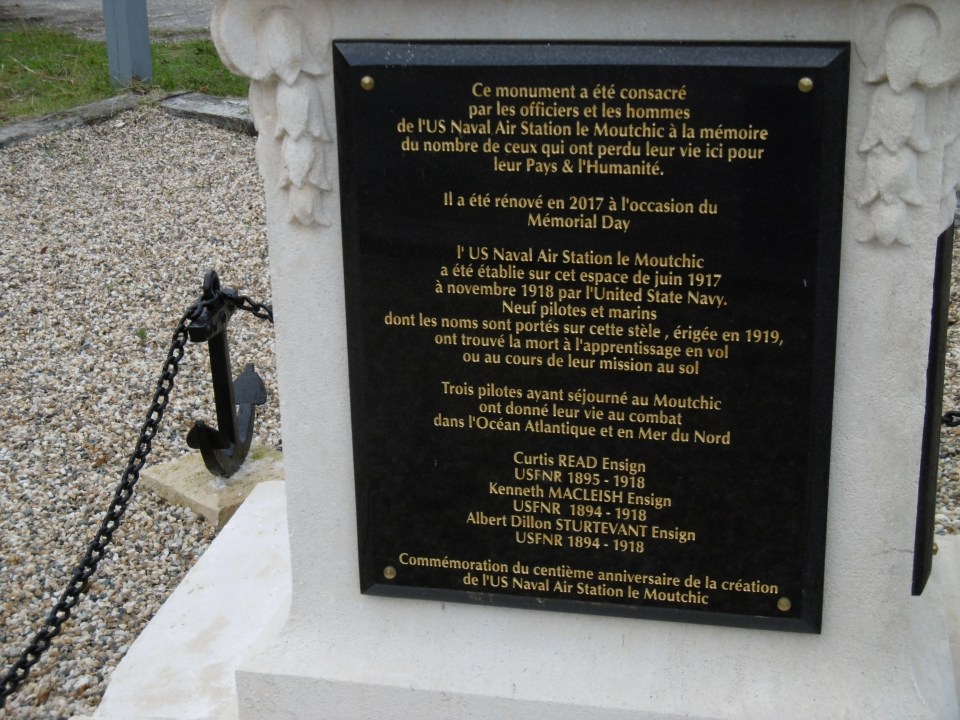 Ce monument a été consacré
par les officiers et les hommes
de l'US Naval Air Station le Moutchic à la mémoire
du nombre de ceux qui ont perdu leur vie ici pour
leur Pays & l'Humanité.
Il a été rénové en 2017 à l'occasion du
Mémorial Day
l' US Naval Air Station le Moutchic
a été établie sur cet espace de juin 1917
à novembre 1918 par l'United State Navy.
Neuf pilotes et marins
dont les noms sont portés sur cette stèle , érigée en 1919,
ont trouvé la mort à l'apprentissage en vol
ou au cours de leur mission au sol
Trois pilotes ayant séjourné au Moutchic
ont donné leur vie au combat
dans l'Océan Atlantique et en Mer du Nord
Curtis READ Ensign
USFNR 1895 - 1918
Kenneth MACLEISH Ensign
USFNR 1894 - 1918
Albert Dillon STURTEVANT Ensign
USFNR 1894 - 1918
Commémoration du centième anniversaire de la création
de l'US Naval Air Station le Moutchic